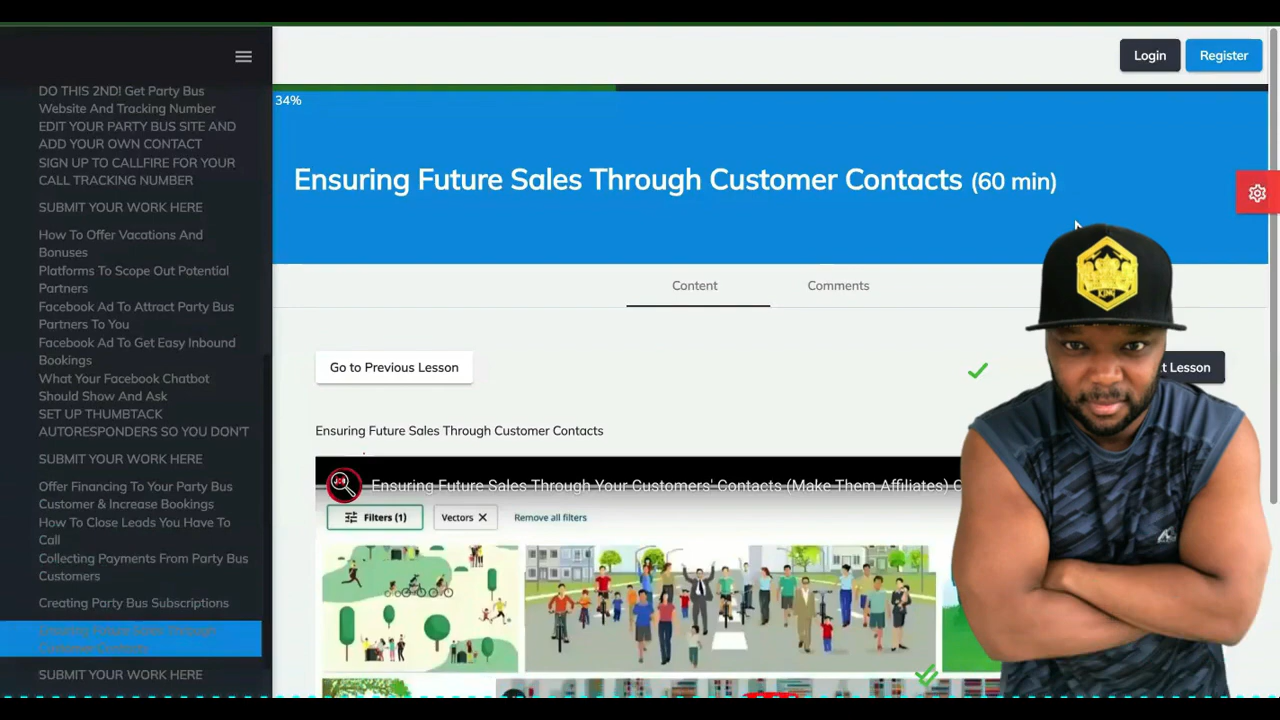 Login
Register
34%
DO THIS 2ND! Get Party Bus
Website And Tracking Number
EDIT YOUR PARTY BUS SITE AND
ADD YOUR OWN CONTACT
SIGN UP TO CALLFIRE FOR YOUR
CALL TRACKING NUMBER
SUBMIT YOUR WORK HERE
How To Offer Vacations And
Bonuses
Platforms To Scope Out Potential
Partners
Facebook Ad To Attract Party Bus
Partners To You
Facebook Ad To Get Easy Inbound
Bookings
What Your Facebook Chatbot
Should Show And Ask
SET UP THUMBTACK
AUTORESPONDERS SO YOU DON'T
SUBMIT YOUR WORK HERE
Offer Financing To Your Party Bus
Customer & Increase Bookings
How To Close Leads You Have To
Call
Collecting Payments From Party Bus
Customers
Creating Party Bus Subscriptions
Ensuring Future Sales Through
Customer Contacts
SUBMIT YOUR WORK HERE
Ensuring Future Sales Through Customer Contacts (60 min)
Content
Comments
Go to Previous Lesson
Lesson
Ensuring Future Sales Through Customer Contacts
Ensuring Future Sales Through Your Customers' Contacts (Make Them Affiliates)
Filters (1)
Vectors
Remove all filters